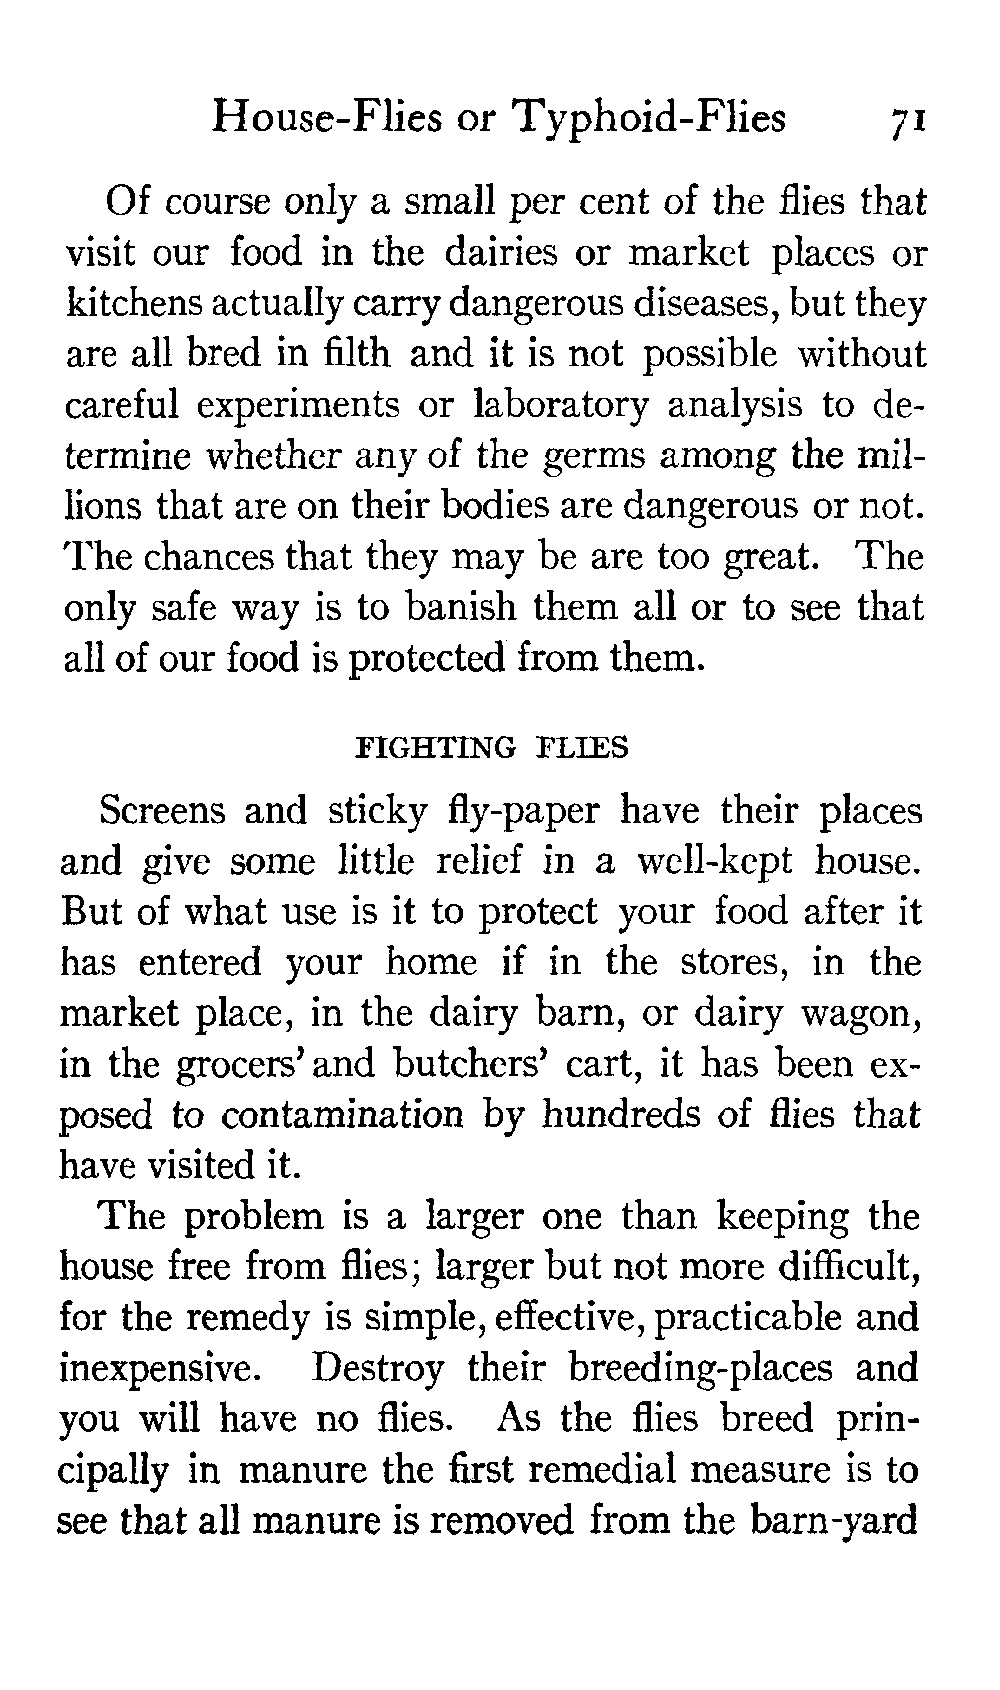 House-Flies or Typhoid-Flies 71
Of course only a small per cent of the flies that
visit our food in the dairies or market places or
kitchens actually carry dangerous diseases, but they
are all bred in filth and it is not possible without
careful experiments or laboratory analysis to de-
termine whether any of the germs among the mil-
lions that are on their bodies are dangerous or not.
The chances that they may be are too great. The
only safe way is to banish them all or to see that
all of our food is protected from them.
FIGHTING FLIES
Screens and sticky fly-paper have their places
and give some little relief in a well-kept house.
But of what use is it to protect your food after it
has entered your home if in the stores, in the
market place, in the dairy barn, or dairy wagon,
in the grocers' and butchers' cart, it has been ex-
posed to contamination by hundreds of flies that
have visited it.
The problem is a larger one than keeping the
house free from flies; larger but not more difficult,
for the remedy is simple, effective, practicable and
inexpensive. Destroy their breeding-places and
you will have no flies. As the flies breed prin-
cipally in manure the first remedial measure is to
see that all manure is removed from the barn-yard